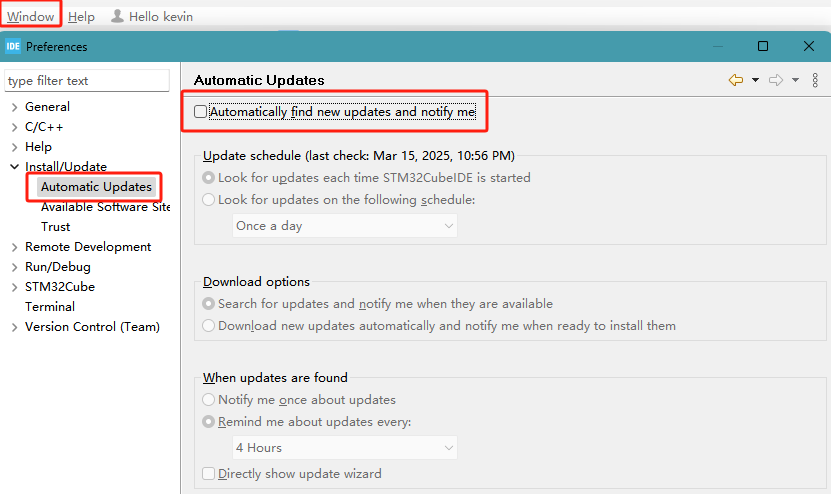 Window Help Hello kevin
IDE Preferences
type filter text
Automatic Updates
General
C/C++
Help
Install/Update
Automatic Updates
Available Software Site
Trust
Remote Development
Run/Debug
STM32Cube
Terminal
Version Control (Team)
Automatically find new updates and notify me
Update schedule (last check: Mar 15, 2025, 10:56 PM)
Look for updates each time STM32CubeIDE is started
Look for updates on the following schedule:
Once a day
Download options
Search for updates and notify me when they are available
Download new updates automatically and notify me when ready to install them
When updates are found
Notify me once about updates
Remind me about updates every:
4 Hours
Directly show update wizard